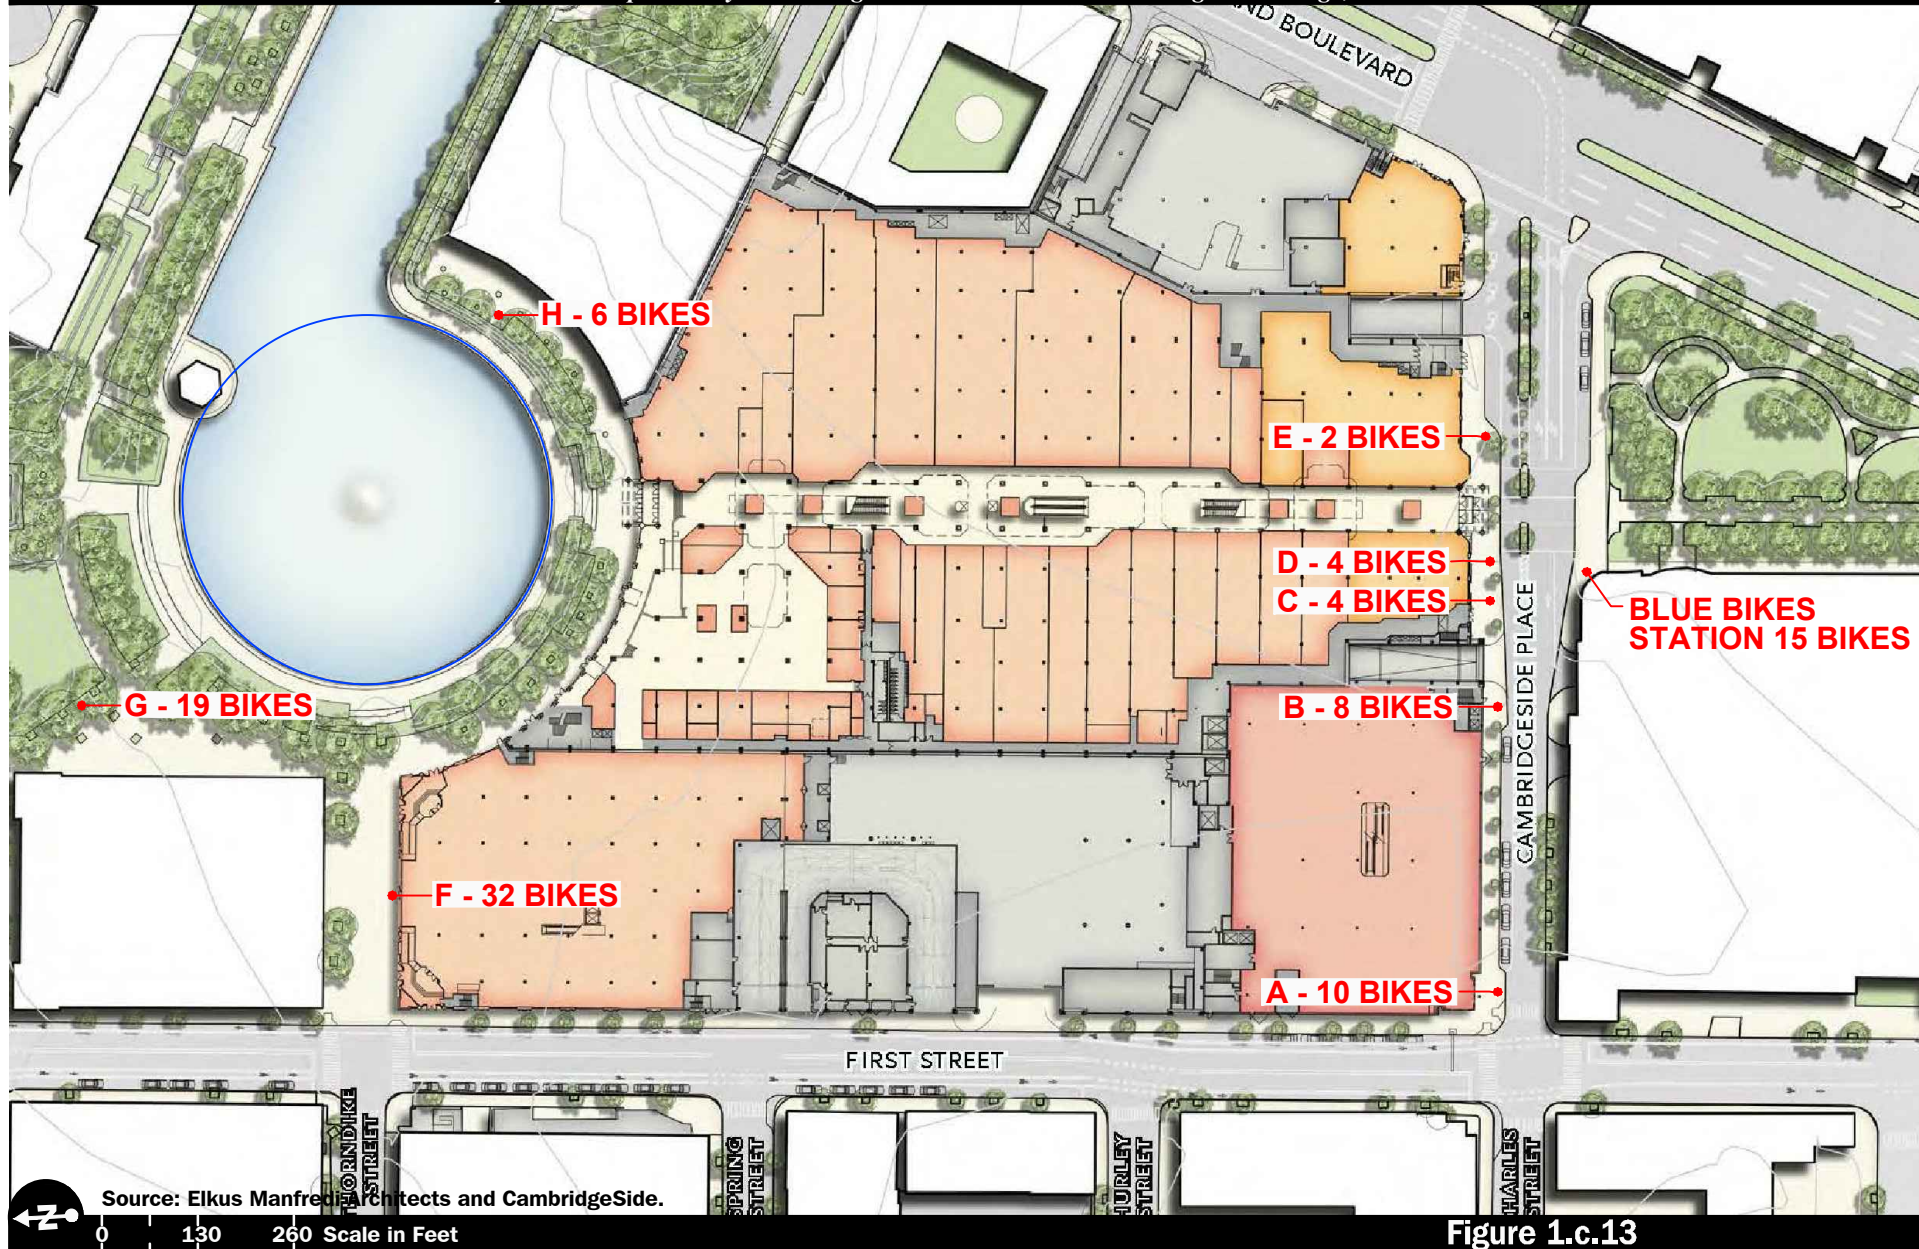 ND BOULEVARD
H - 6 BIKES
E - 2 BIKES
D - 4 BIKES
C - 4 BIKES
BLUE BIKES
STATION 15 BIKES
CAMBRIDGESIDE PLACE
G - 19 BIKES
B - 8 BIKES
F - 32 BIKES
A - 10 BIKES
FIRST STREET
THORNDIKE
STREET
SPRING
STREET
HURLEY
STREET
CHARLES
STREET
N
Source: Elkus Manfredi Architects and CambridgeSide.
0 130 260 Scale in Feet
Figure 1.c.13